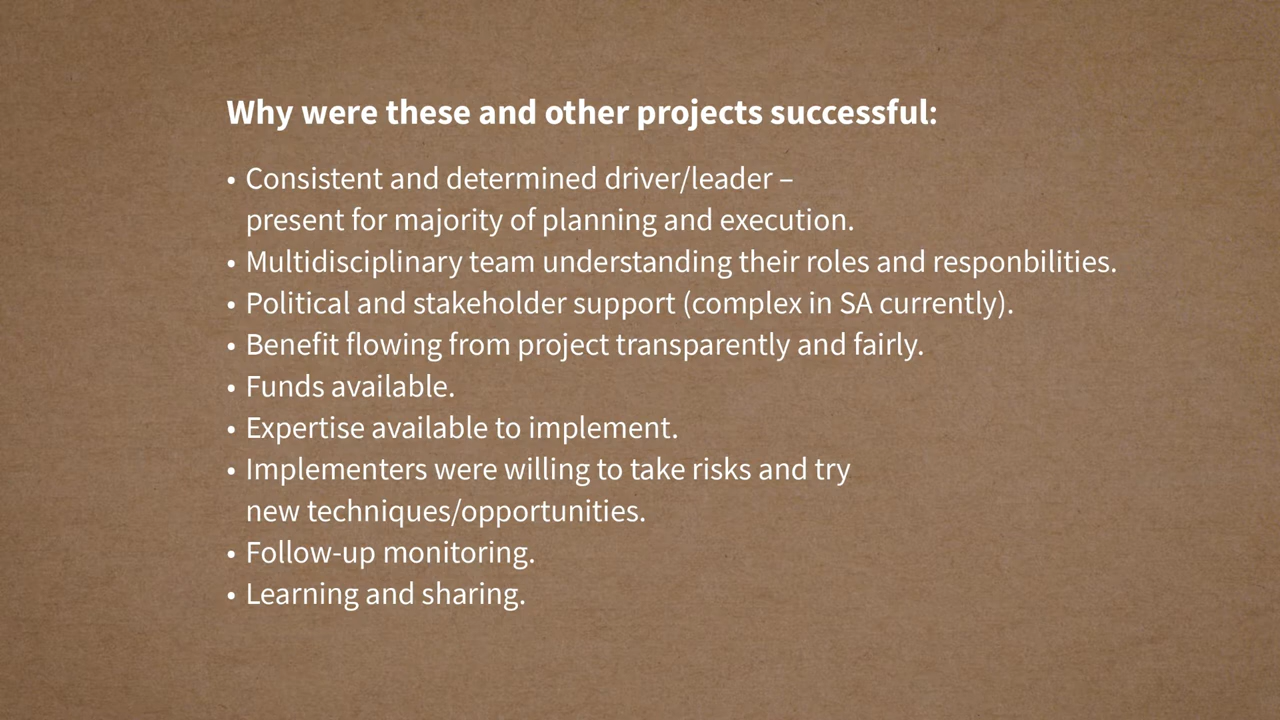 Why were these and other projects successful:
• Consistent and determined driver/leader –
present for majority of planning and execution.
• Multidisciplinary team understanding their roles and responbilities.
• Political and stakeholder support (complex in SA currently).
• Benefit flowing from project transparently and fairly.
• Funds available.
• Expertise available to implement.
• Implementers were willing to take risks and try
new techniques/opportunities.
• Follow-up monitoring.
• Learning and sharing.